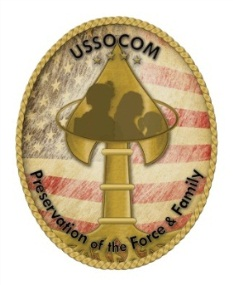 USSOCOM
Preservation of the Force & Family